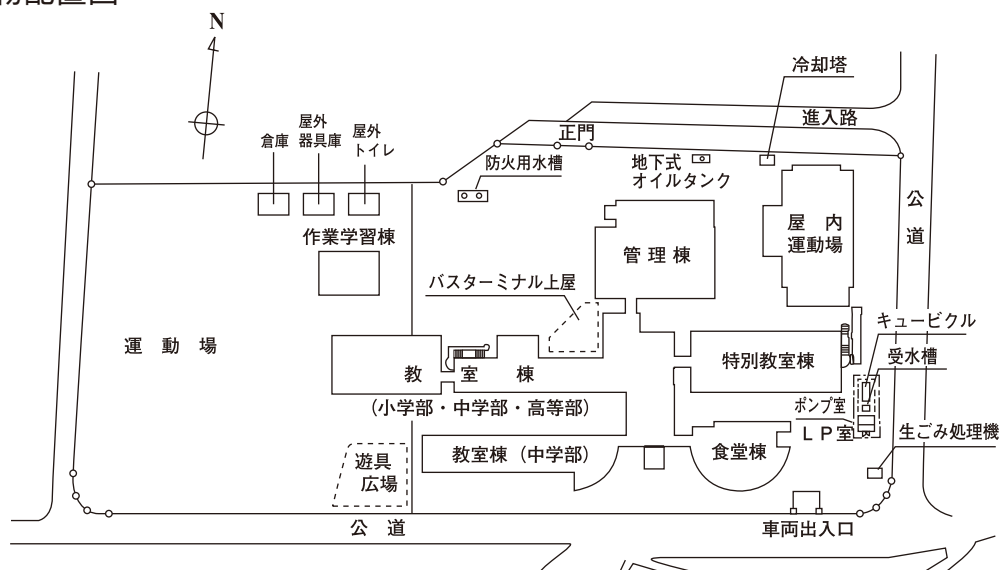 N
冷却塔
進入路
正門
倉庫
屋外
器具庫
屋外
トイレ
防火用水槽
地下式
オイルタンク
公道
屋内
運動場
作業学習棟
管理棟
バスターミナル上屋
キュービクル
運動場
受水槽
特別教室棟
教室棟
(小学部・中学部・高等部)
ポンプ室
LP室
生ごみ処理機
教室棟(中学部)
食堂棟
遊具
広場
公道
車両出入口